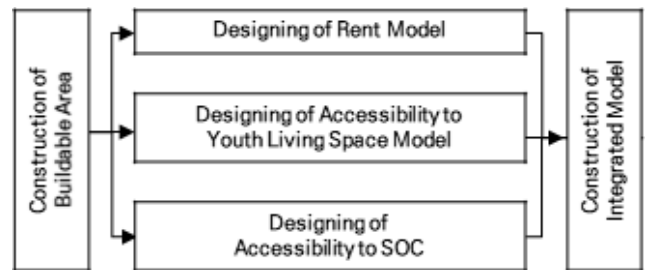 Construction of
Buildable Area
Designing of Rent Model
Designing of Accessibility to
Youth Living Space Model
Designing of
Accessibility to SOC
Construction of
Integrated Model